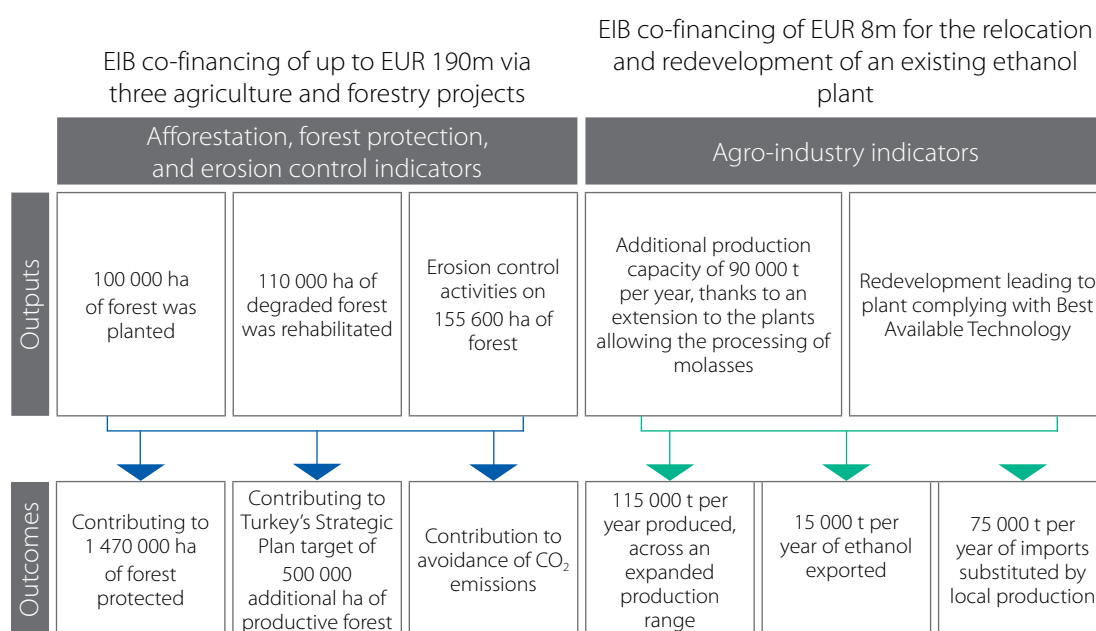 EIB co-financing of up to EUR 190m via
three agriculture and forestry projects
EIB co-financing of EUR 8m for the relocation
and redevelopment of an existing ethanol
plant
Afforestation, forest protection,
and erosion control indicators
Agro-industry indicators
Outputs
100 000 ha
of forest was
planted
110 000 ha of
degraded forest
was rehabilitated
Erosion control
activities on
155 600 ha of
forest
Additional production
capacity of 90 000 t
per year, thanks to an
extension to the plants
allowing the processing of
molasses
Redevelopment leading to
plant complying with Best
Available Technology
Outcomes
Contributing to
1 470 000 ha
of forest
protected
Contributing to
Turkey's Strategic
Plan target of
500 000
additional ha of
productive forest
Contribution to
avoidance of CO₂
emissions
115 000 t per
year produced,
across an
expanded
production
range
15 000 t per
year of ethanol
exported
75 000 t per
year of imports
substituted by
local production